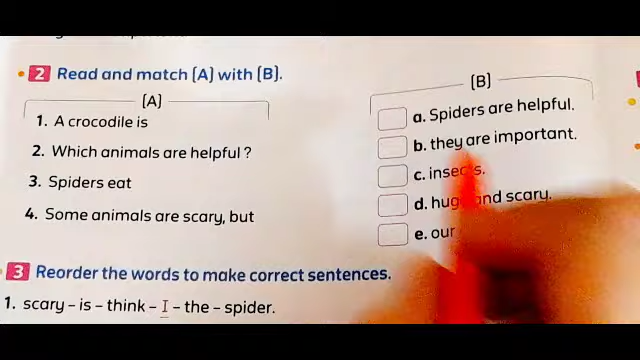 2 Read and match (A) with (B).
(A)
1. A crocodile is
2. Which animals are helpful?
3. Spiders eat
4. Some animals are scary, but
(B)
a. Spiders are helpful.
b. they are important.
c. insects.
d. huge and scary.
e. our
3 Reorder the words to make correct sentences.
1. scary – is – think – I – the – spider.